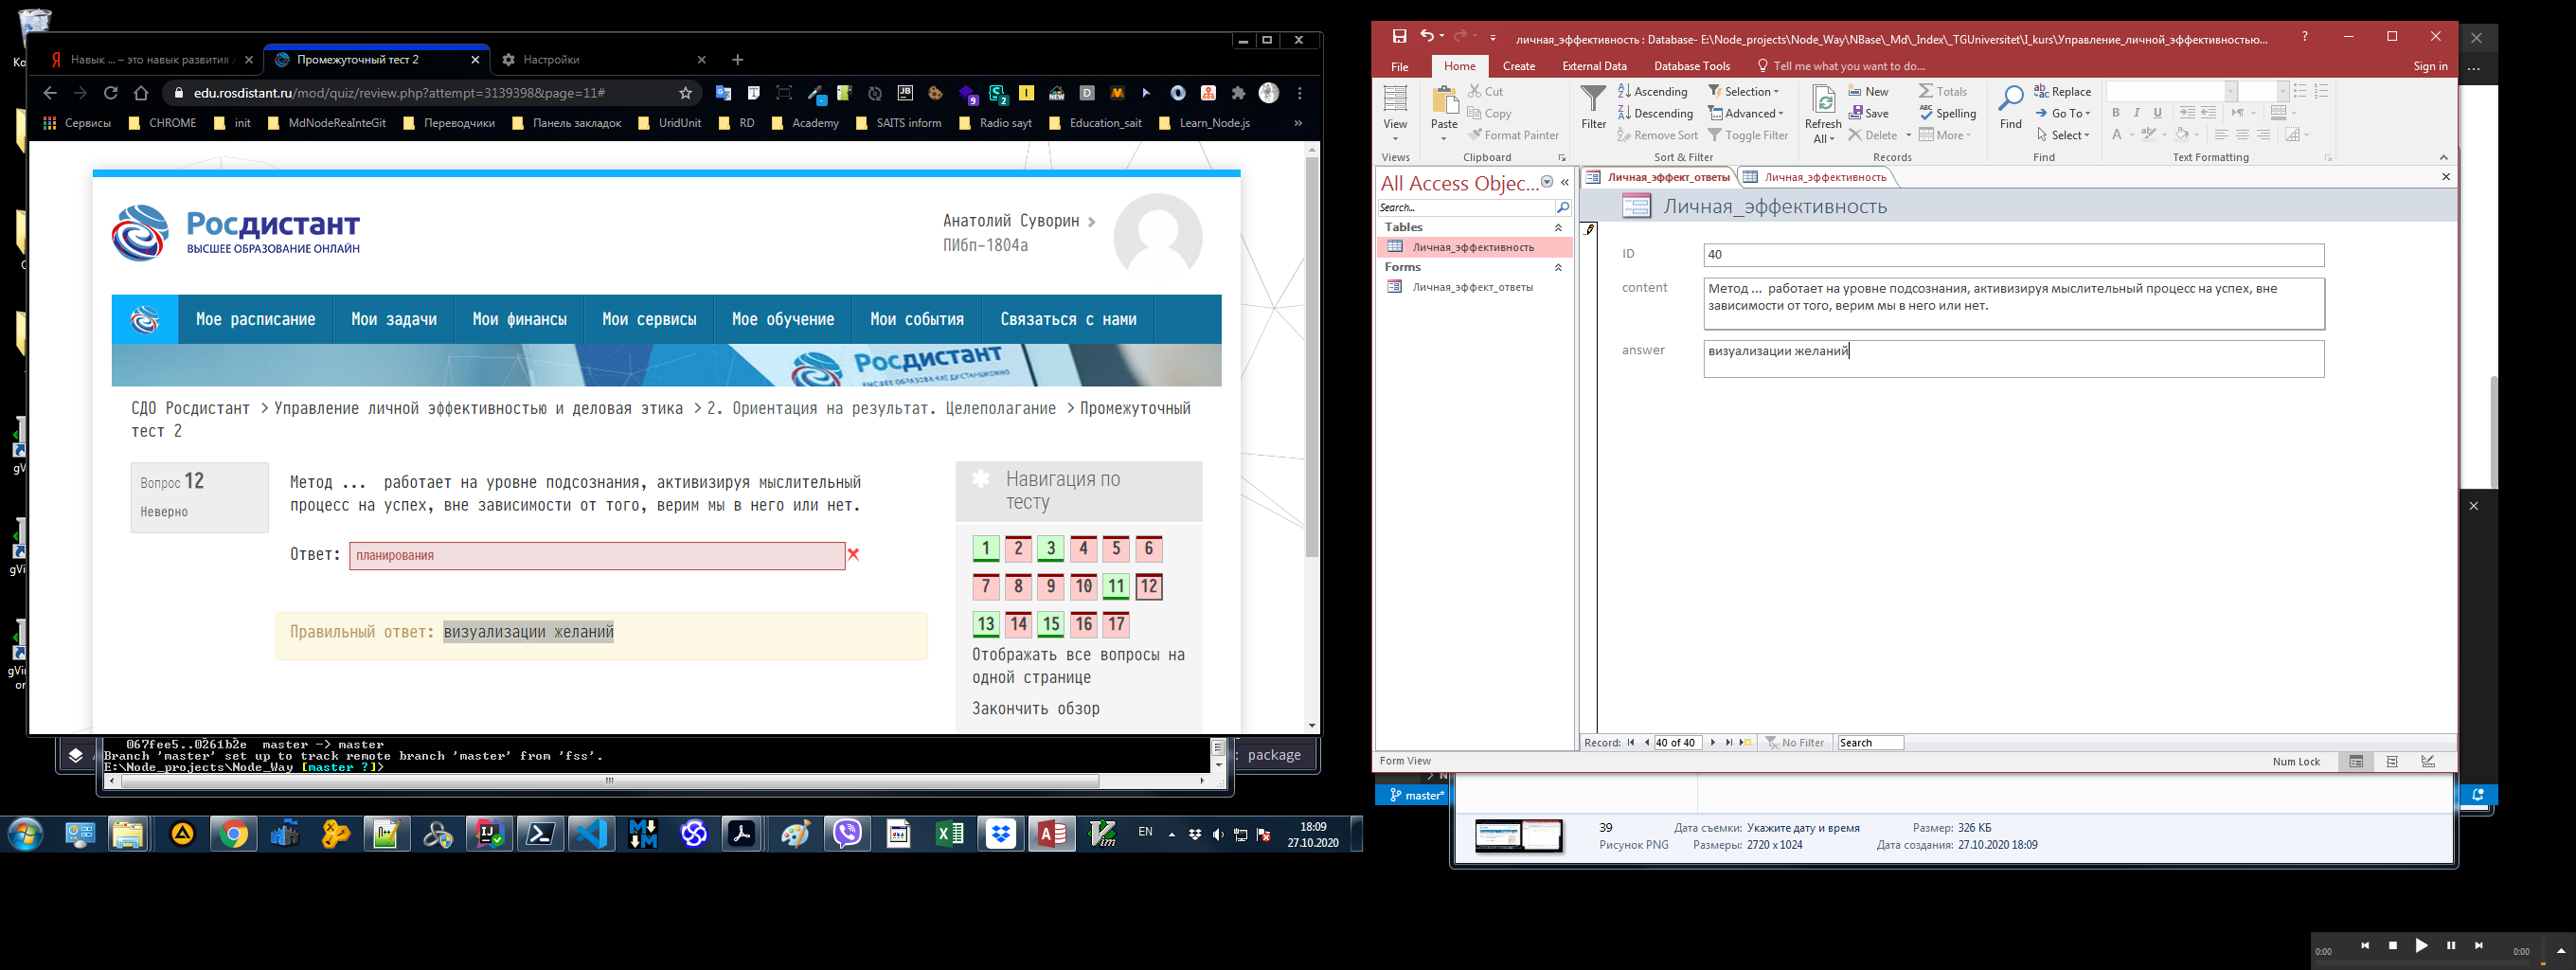 Навык ... – это навык развития
Промежуточный тест 2
Настройки
edu.rosdistant.ru/mod/quiz/review.php?attempt=3139398&page=11#
Сервисы CHROME init MdNodeReaInteGit Переводчики Панель закладок UridUnit RD Academy SAITS inform Radio sayt Education_sait Learn_Node.js »
Росдистант
ВЫСШЕЕ ОБРАЗОВАНИЕ ОНЛАЙН
Анатолий Суворин
ПИбп-1804а
Мое расписание Мои задачи Мои финансы Мои сервисы Мое обучение Мои события Связаться с нами
Росдистант
ВЫСШЕЕ ОБРАЗОВАНИЕ ДИСТАНЦИОННО
СДО Росдистант > Управление личной эффективностью и деловая этика > 2. Ориентация на результат. Целеполагание > Промежуточный
тест 2
Вопрос 12
Неверно
Метод ... работает на уровне подсознания, активизируя мыслительный
процесс на успех, вне зависимости от того, верим мы в него или нет.
Ответ: планирования
Правильный ответ: визуализации желаний
Навигация по
тесту
1 2 3 4 5 6
7 8 9 10 11 12
13 14 15 16 17
Отображать все вопросы на
одной странице
Закончить обзор
067fee5..0261b2e master -> master
Branch 'master' set up to track remote branch 'master' from 'fss'.
E:\Node_projects\Node_Way [master ?]>
: package
EN
18:09
27.10.2020
личная_эффективность : Database- E:\Node_projects\Node_Way\NBase\_Md\_Index\_TGUniversitet\I_kurs\Управление_личной_эффективностью...
File Home Create External Data Database Tools Tell me what you want to do... Sign in
View
Views
Paste
Cut
Copy
Format Painter
Clipboard
Filter
Ascending
Descending
Remove Sort
Selection
Advanced
Toggle Filter
Sort & Filter
Refresh
All
New
Save
Delete
Totals
Spelling
More
Records
Find
Replace
Go To
Select
Find
B I U
A
Text Formatting
All Access Objec...
Search...
Tables
Личная_эффективность
Forms
Личная_эффект_ответы
Личная_эффект_ответы Личная_эффективность
Личная_эффективность
ID 40
content Метод ... работает на уровне подсознания, активизируя мыслительный процесс на успех, вне
зависимости от того, верим мы в него или нет.
answer визуализации желаний
Record: 40 of 40 No Filter Search
Form View
Num Lock
master*
39 Дата съемки: Укажите дату и время Размер: 326 КБ
Рисунок PNG Размеры: 2720 x 1024 Дата создания: 27.10.2020 18:09
0:00 0:00